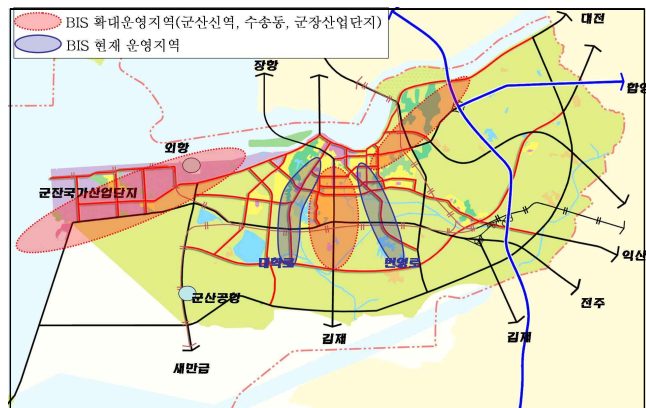 BIS 확대운영지역(군산신역, 수송동, 군장산업단지)
BIS 현재 운영지역
대전
장항
함양
외항
군장국가산업단지
대학로
번영로
익산
군산공항
전주
김제
김제
새만금